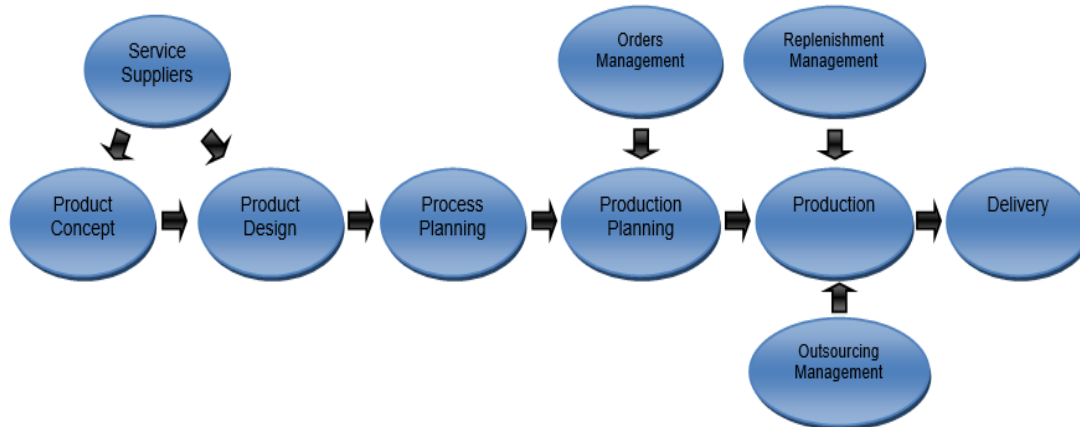 Service
Suppliers
Orders
Management
Replenishment
Management
Product
Concept
Product
Design
Process
Planning
Production
Planning
Production
Delivery
Outsourcing
Management